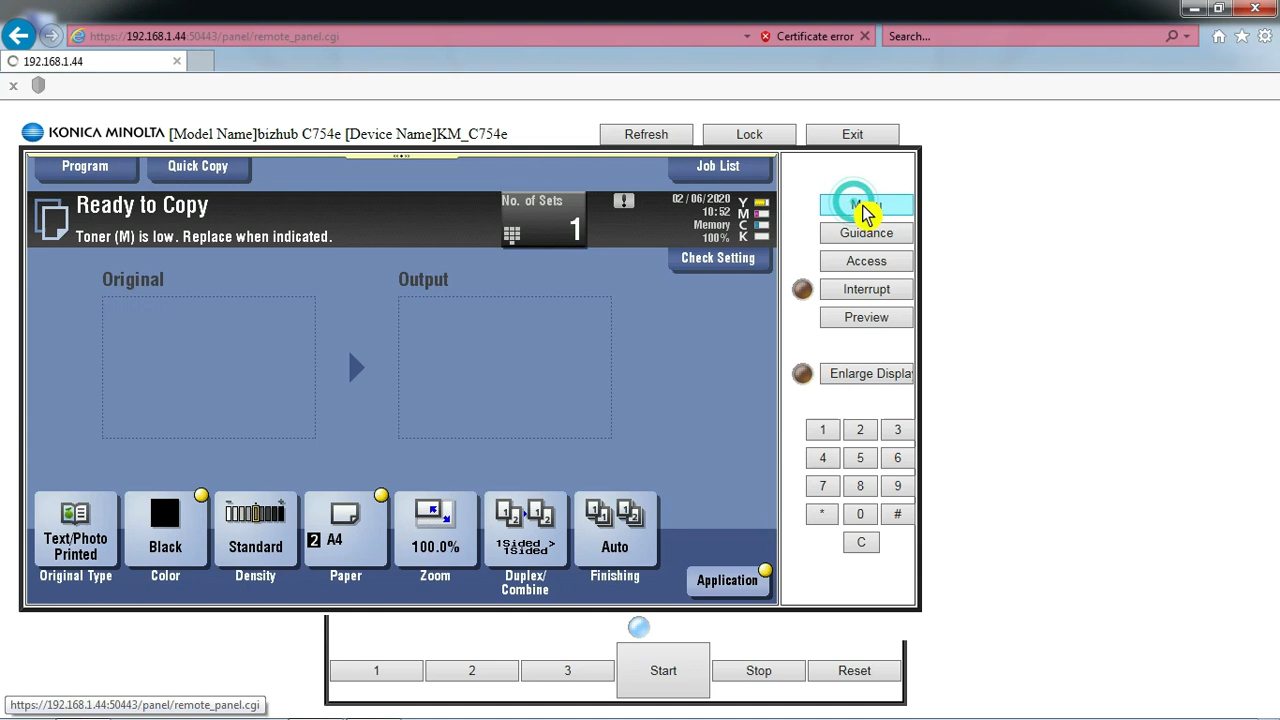 https://192.168.1.44:50443/panel/remote_panel.cgi
Certificate error
Search...
192.168.1.44
KONICA MINOLTA [Model Name]bizhub C754e [Device Name]KM_C754e
Refresh
Lock
Exit
Program
Quick Copy
Job List
Ready to Copy
Toner (M) is low. Replace when indicated.
No. of Sets
1
02/06/2020
10:52
Memory
100%
Y
M
C
K
Check Setting
Original
Output
Guidance
Access
Interrupt
Preview
Enlarge Display
1 2 3
4 5 6
7 8 9
* 0 #
C
Text/Photo
Printed
Original Type
Black
Color
Standard
Density
2 A4
Paper
100.0%
Zoom
1Sided >
1Sided
Duplex/
Combine
Auto
Finishing
Application
1
2
3
Start
Stop
Reset
https://192.168.1.44:50443/panel/remote_panel.cgi